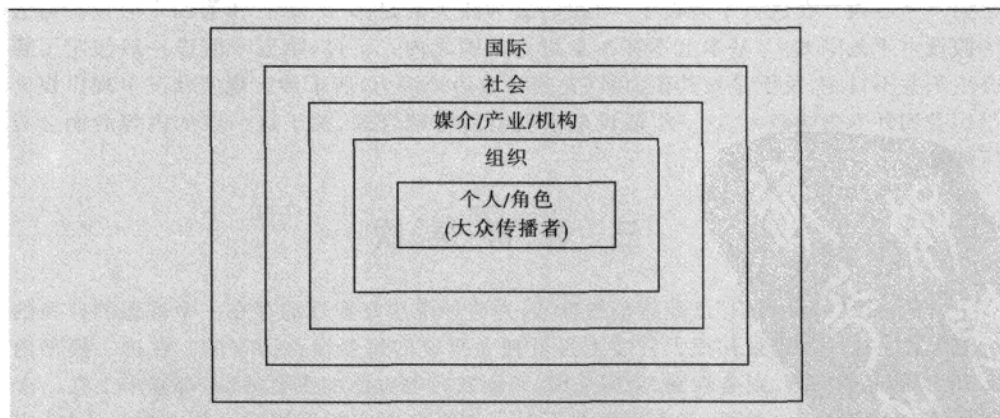 国际
社会
媒介/产业/机构
组织
个人/角色
(大众传播者)